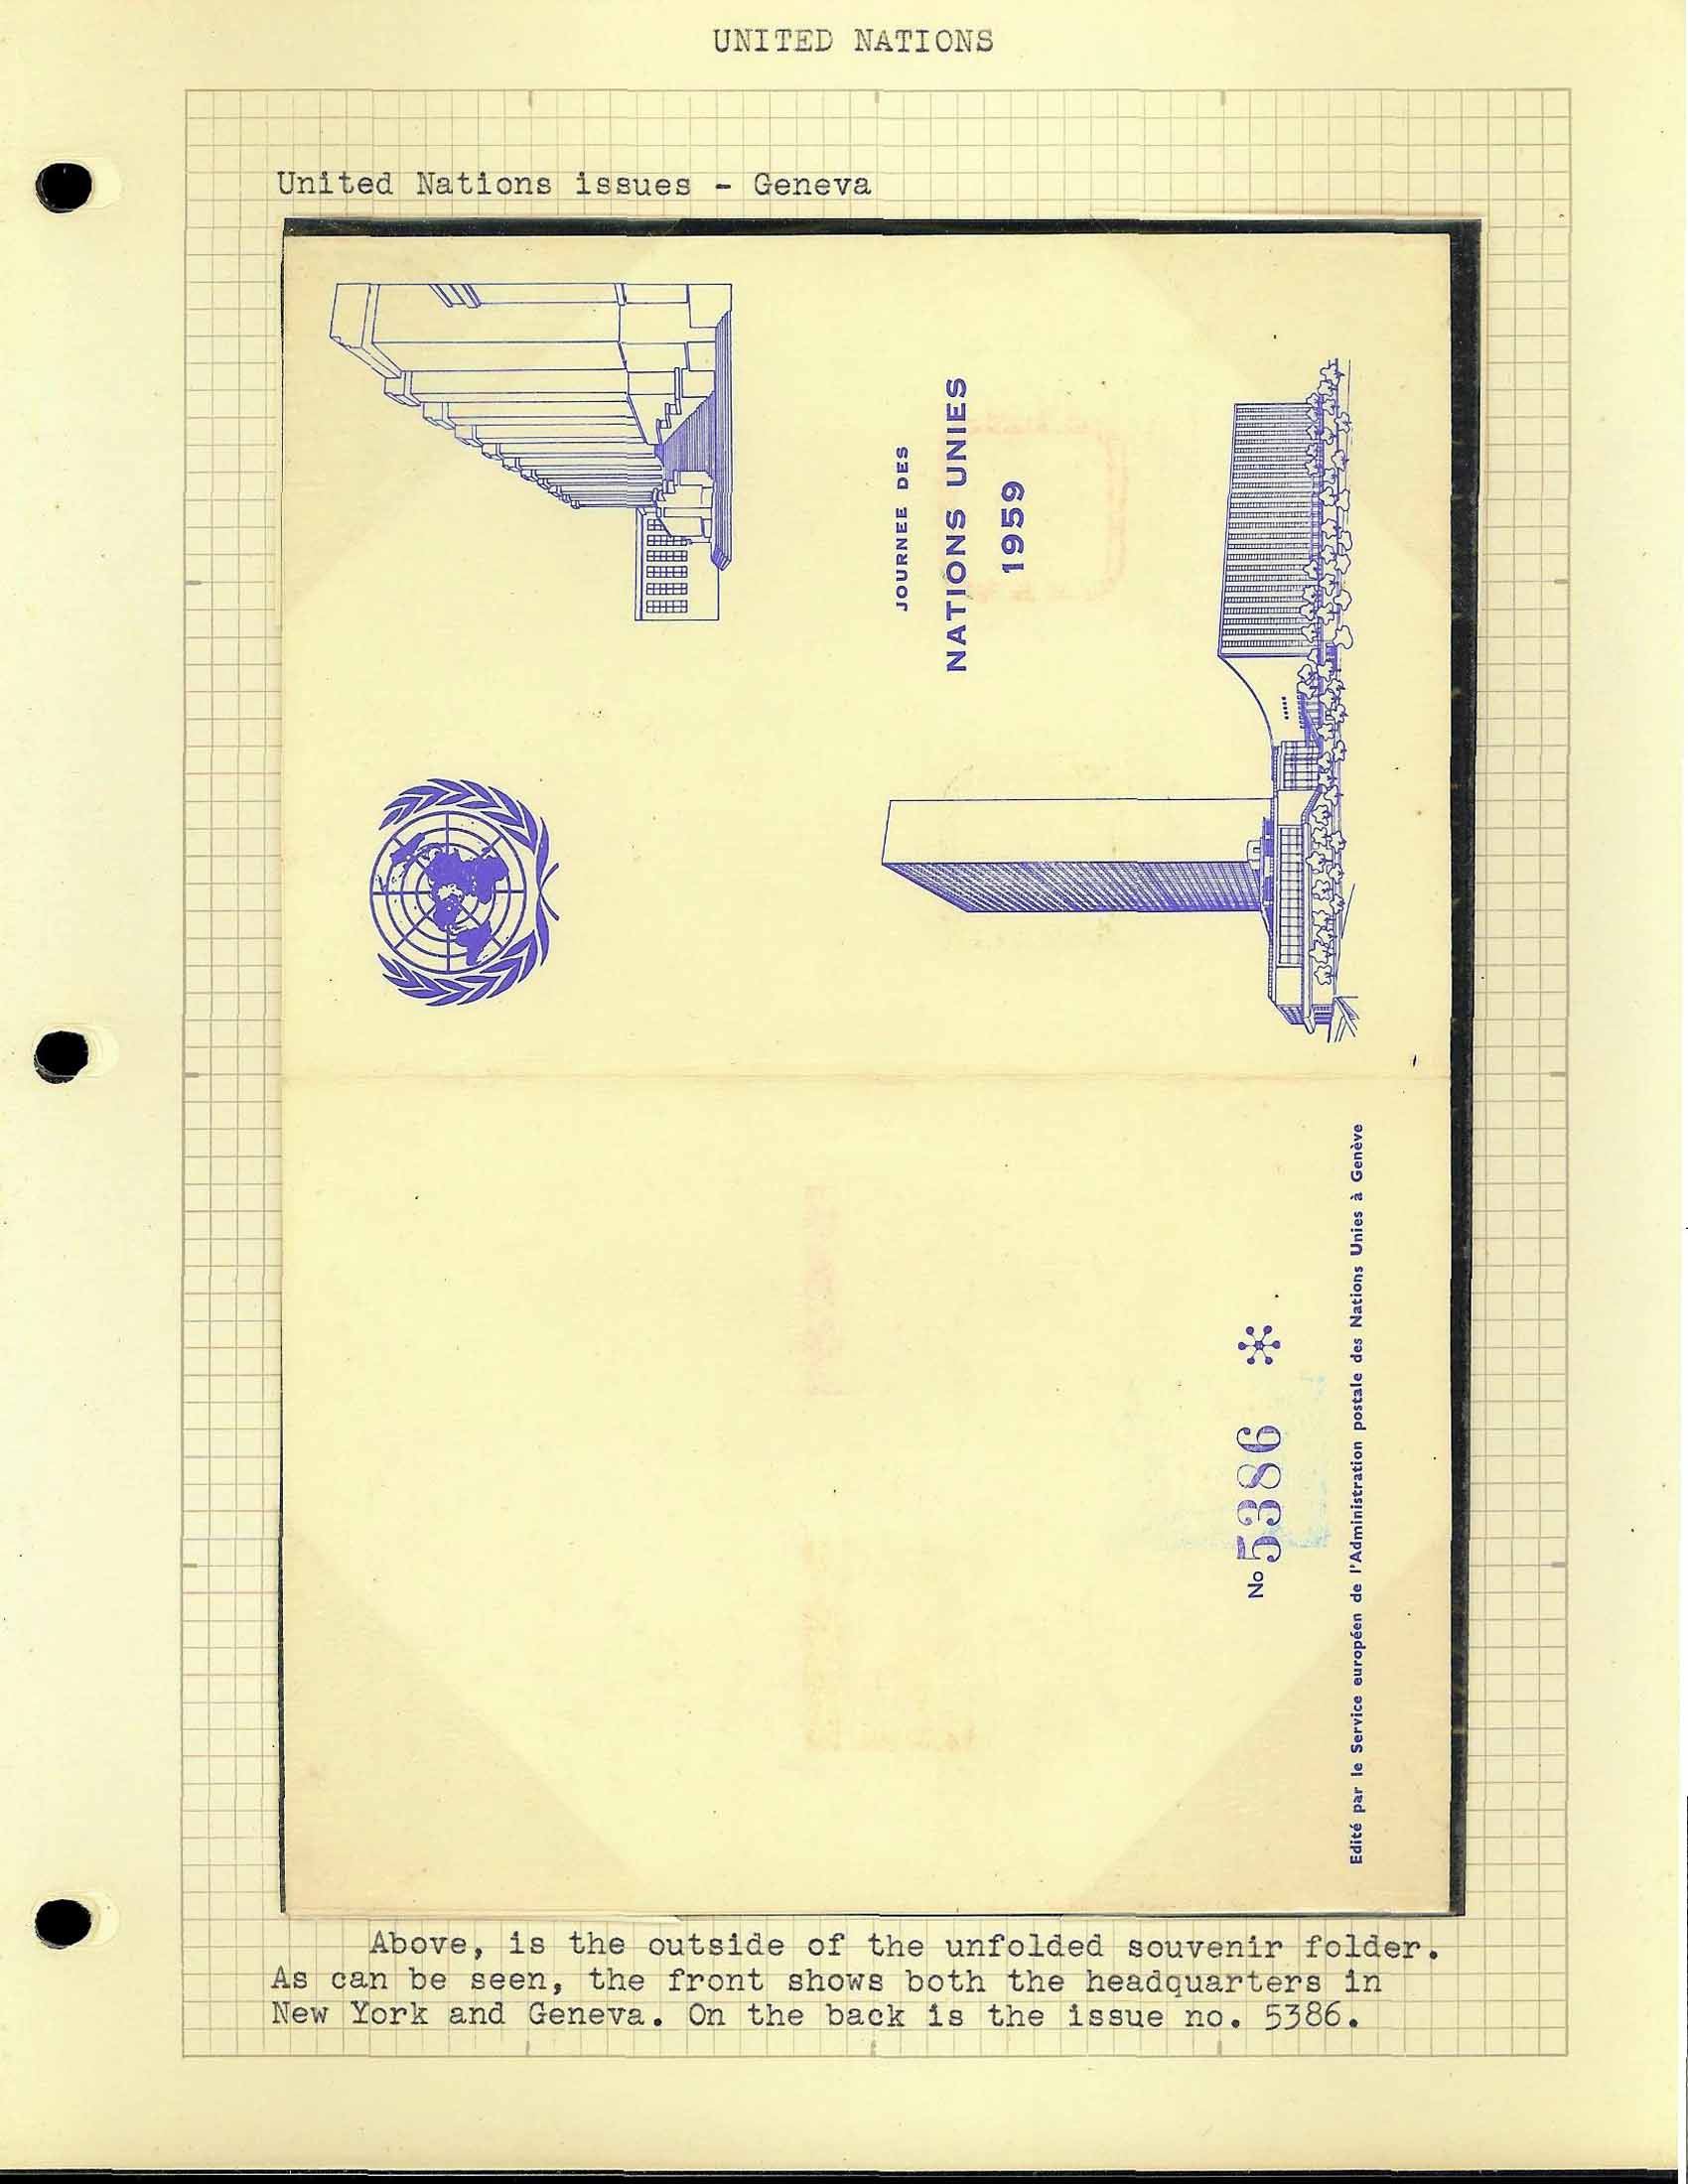 UNITED NATIONS
United Nations issues - Geneva
JOURNEE DES
NATIONS UNIES
1959
No 5386
Edité par le Service européen de l'Administration postale des Nations Unies à Genève
Above, is the outside of the unfolded souvenir folder.
As can be seen, the front shows both the headquarters in
New York and Geneva. On the back is the issue no. 5386.